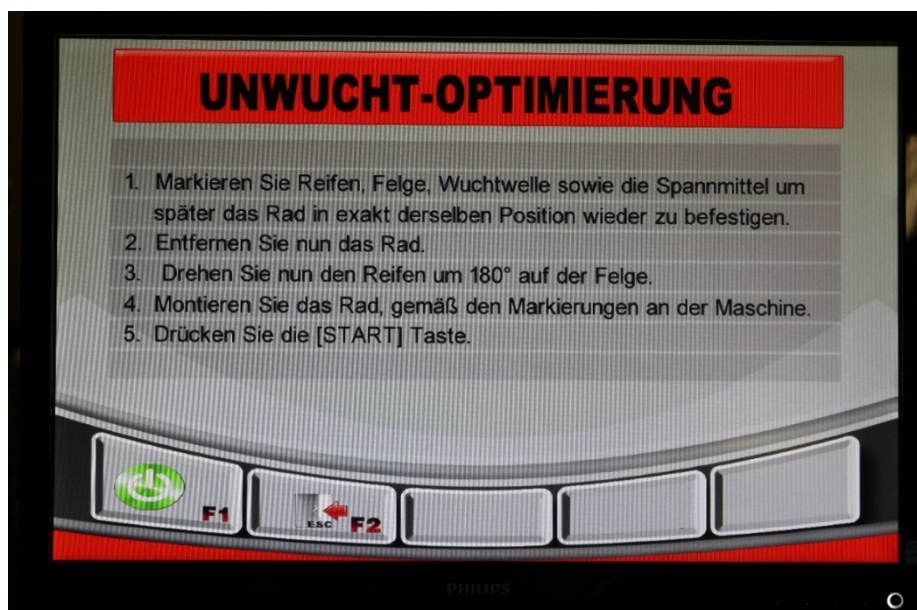 UNWUCHT-OPTIMIERUNG
1. Markieren Sie Reifen, Felge, Wuchtwelle sowie die Spannmittel um
später das Rad in exakt derselben Position wieder zu befestigen.
2. Entfernen Sie nun das Rad.
3. Drehen Sie nun den Reifen um 180° auf der Felge.
4. Montieren Sie das Rad, gemäß den Markierungen an der Maschine.
5. Drücken Sie die [START] Taste.
F1
ESC F2
PHILIPS